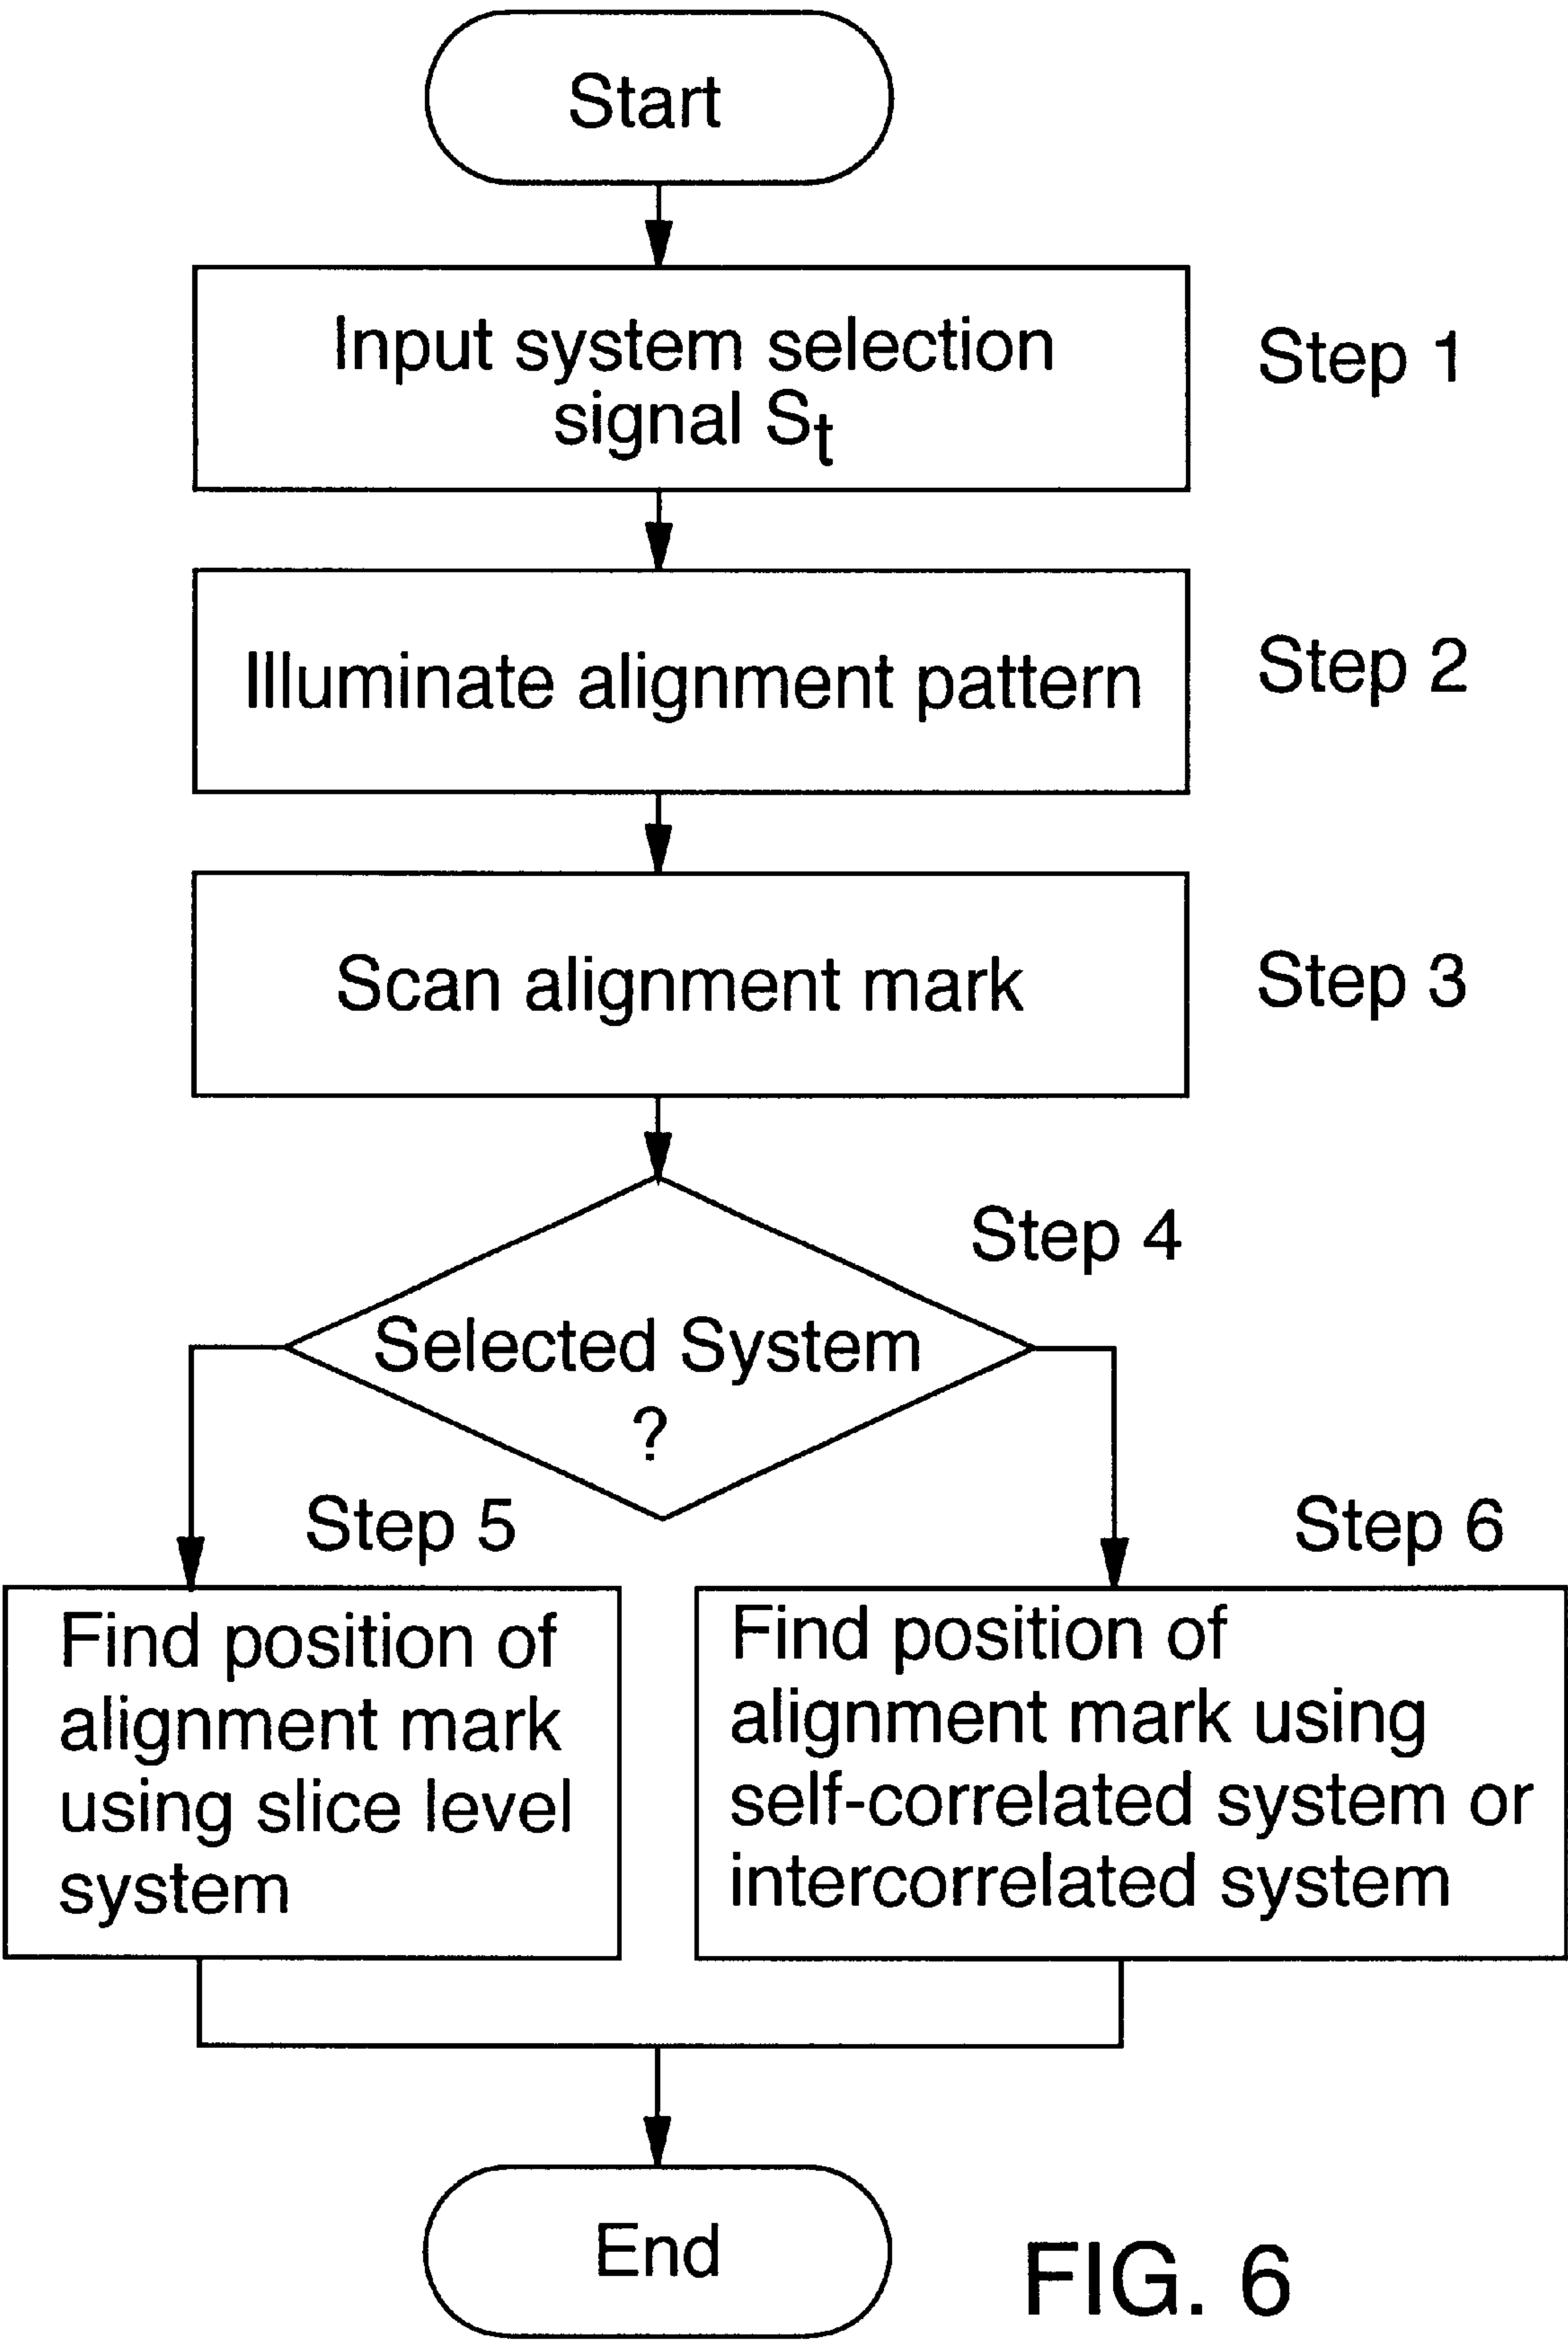 Start
Input system selection
signal St
Step 1
Illuminate alignment pattern
Step 2
Scan alignment mark
Step 3
Step 4
Selected System
?
Step 5
Find position of
alignment mark
using slice level
system
Step 6
Find position of
alignment mark using
self-correlated system or
intercorrelated system
End
FIG. 6